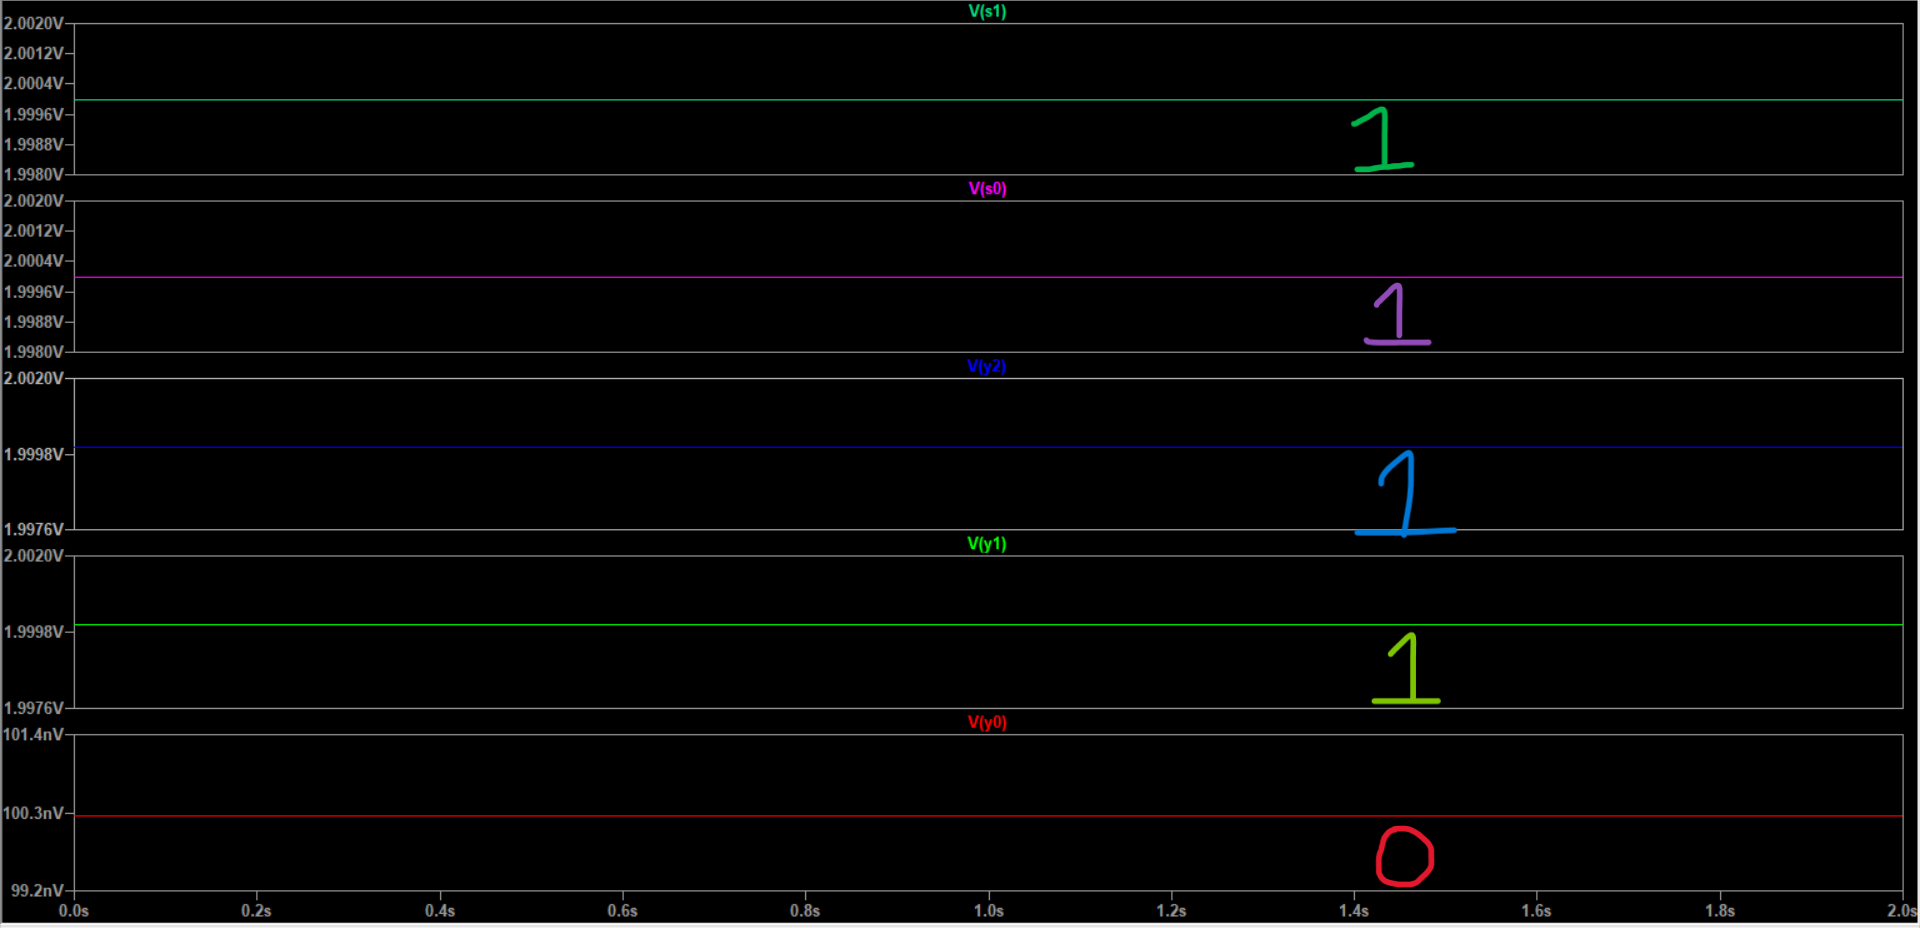 V(s1)
2.0020V
2.0012V
2.0004V
1.9996V
1.9988V
1.9980V
1
V(s0)
2.0020V
2.0012V
2.0004V
1.9996V
1.9988V
1.9980V
1
V(y2)
2.0020V
1.9998V
1.9976V
1
V(y1)
2.0020V
1.9998V
1.9976V
1
V(y0)
101.4nV
100.3nV
99.2nV
0
0.0s 0.2s 0.4s 0.6s 0.8s 1.0s 1.2s 1.4s 1.6s 1.8s 2.0s